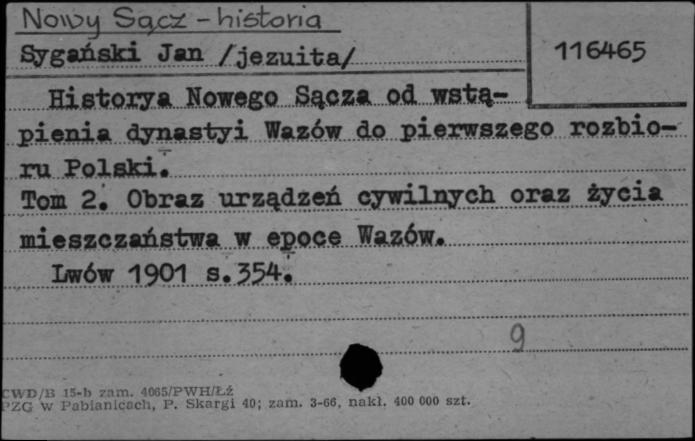 Nowy Sącz - historia
Sygański Jan /jezuita/
116465
Historya Nowego Sącza od wstą-
pienia dynastyi Wazów do pierwszego rozbio-
ru Polski.
Tom 2. Obraz urządzeń cywilnych oraz życia
mieszczaństwa w epoce Wazów.
Lwów 1901 s.354.
9
CWD/B 15-b zam. 4065/PWH/Łź
PZG w Pabianicach, P. Skargi 40; zam. 3-66, nakł. 400 000 szt.